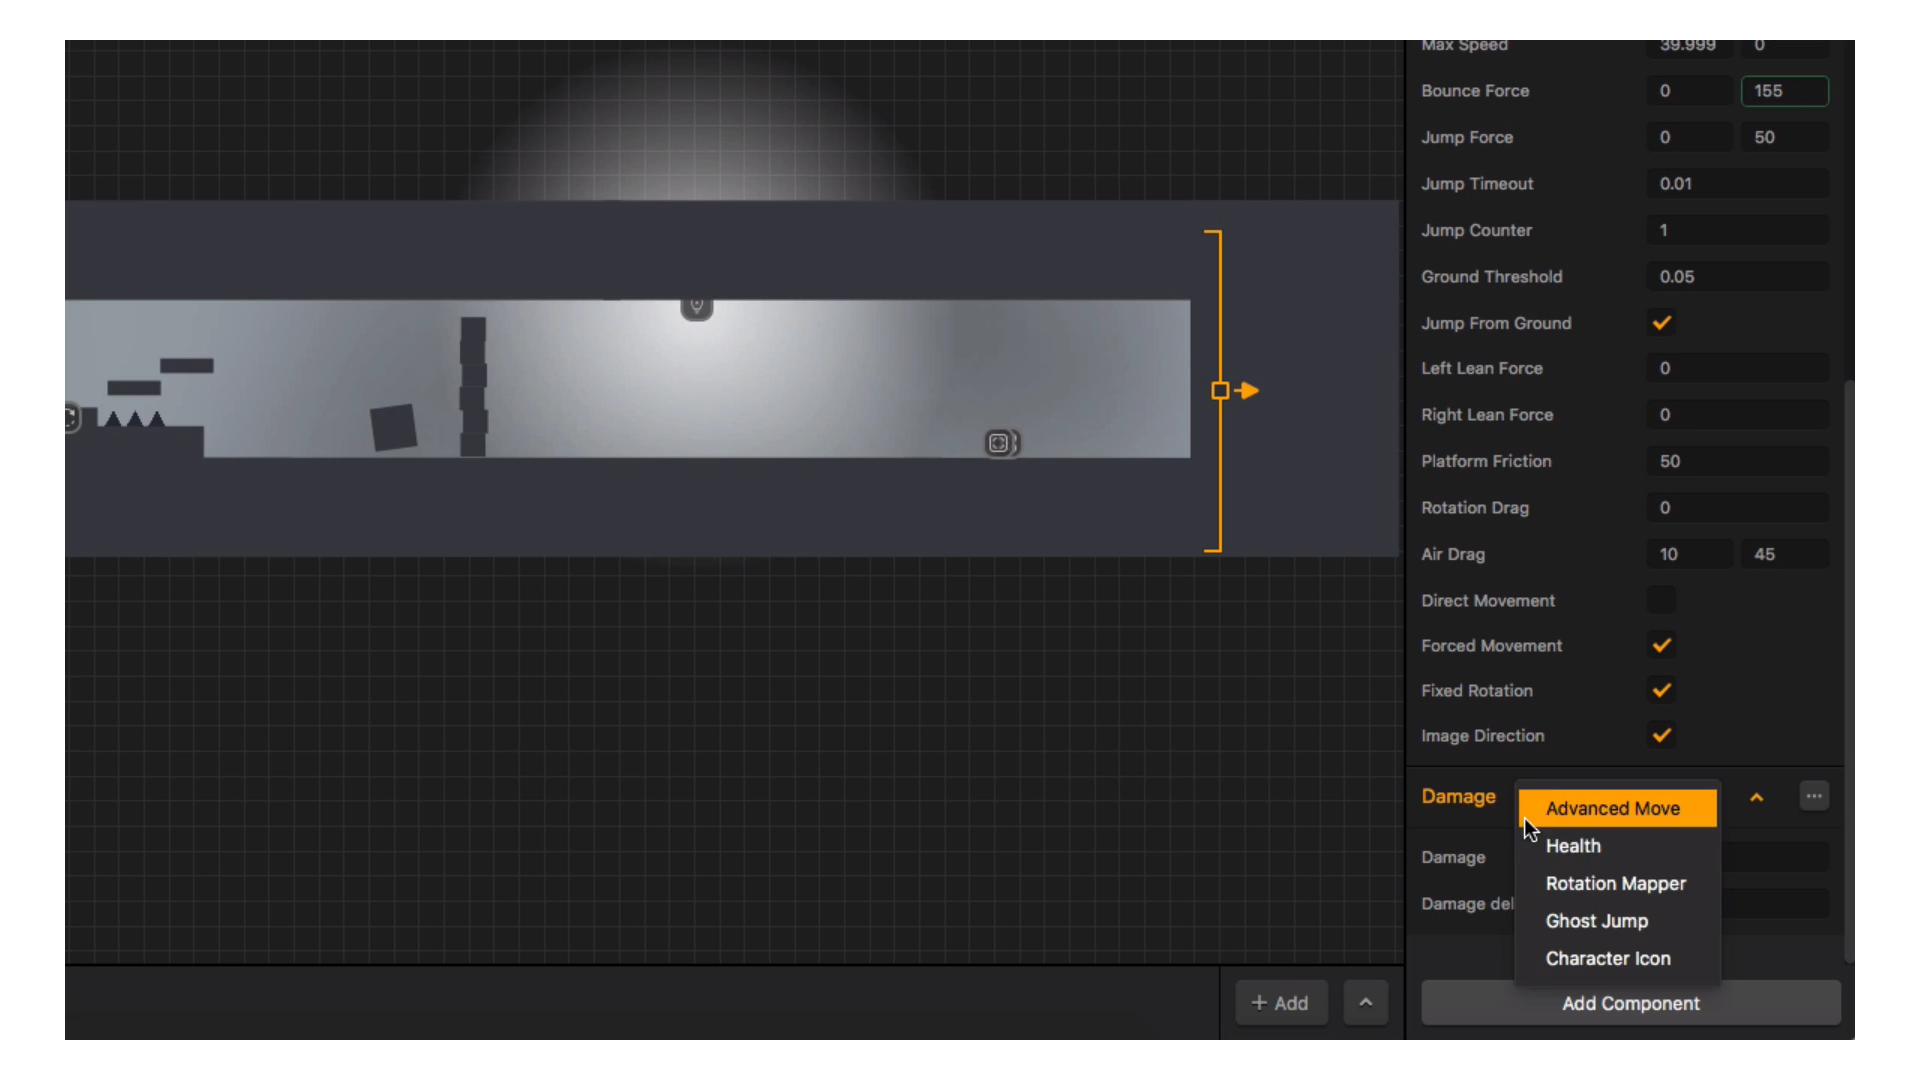 Max Speed 39.999 0
Bounce Force 0 155
Jump Force 0 50
Jump Timeout 0.01
Jump Counter 1
Ground Threshold 0.05
Jump From Ground
Left Lean Force 0
Right Lean Force 0
Platform Friction 50
Rotation Drag 0
Air Drag 10 45
Direct Movement
Forced Movement
Fixed Rotation
Image Direction
Damage
Advanced Move
Health
Damage
Rotation Mapper
Damage del
Ghost Jump
Character Icon
+ Add
Add Component